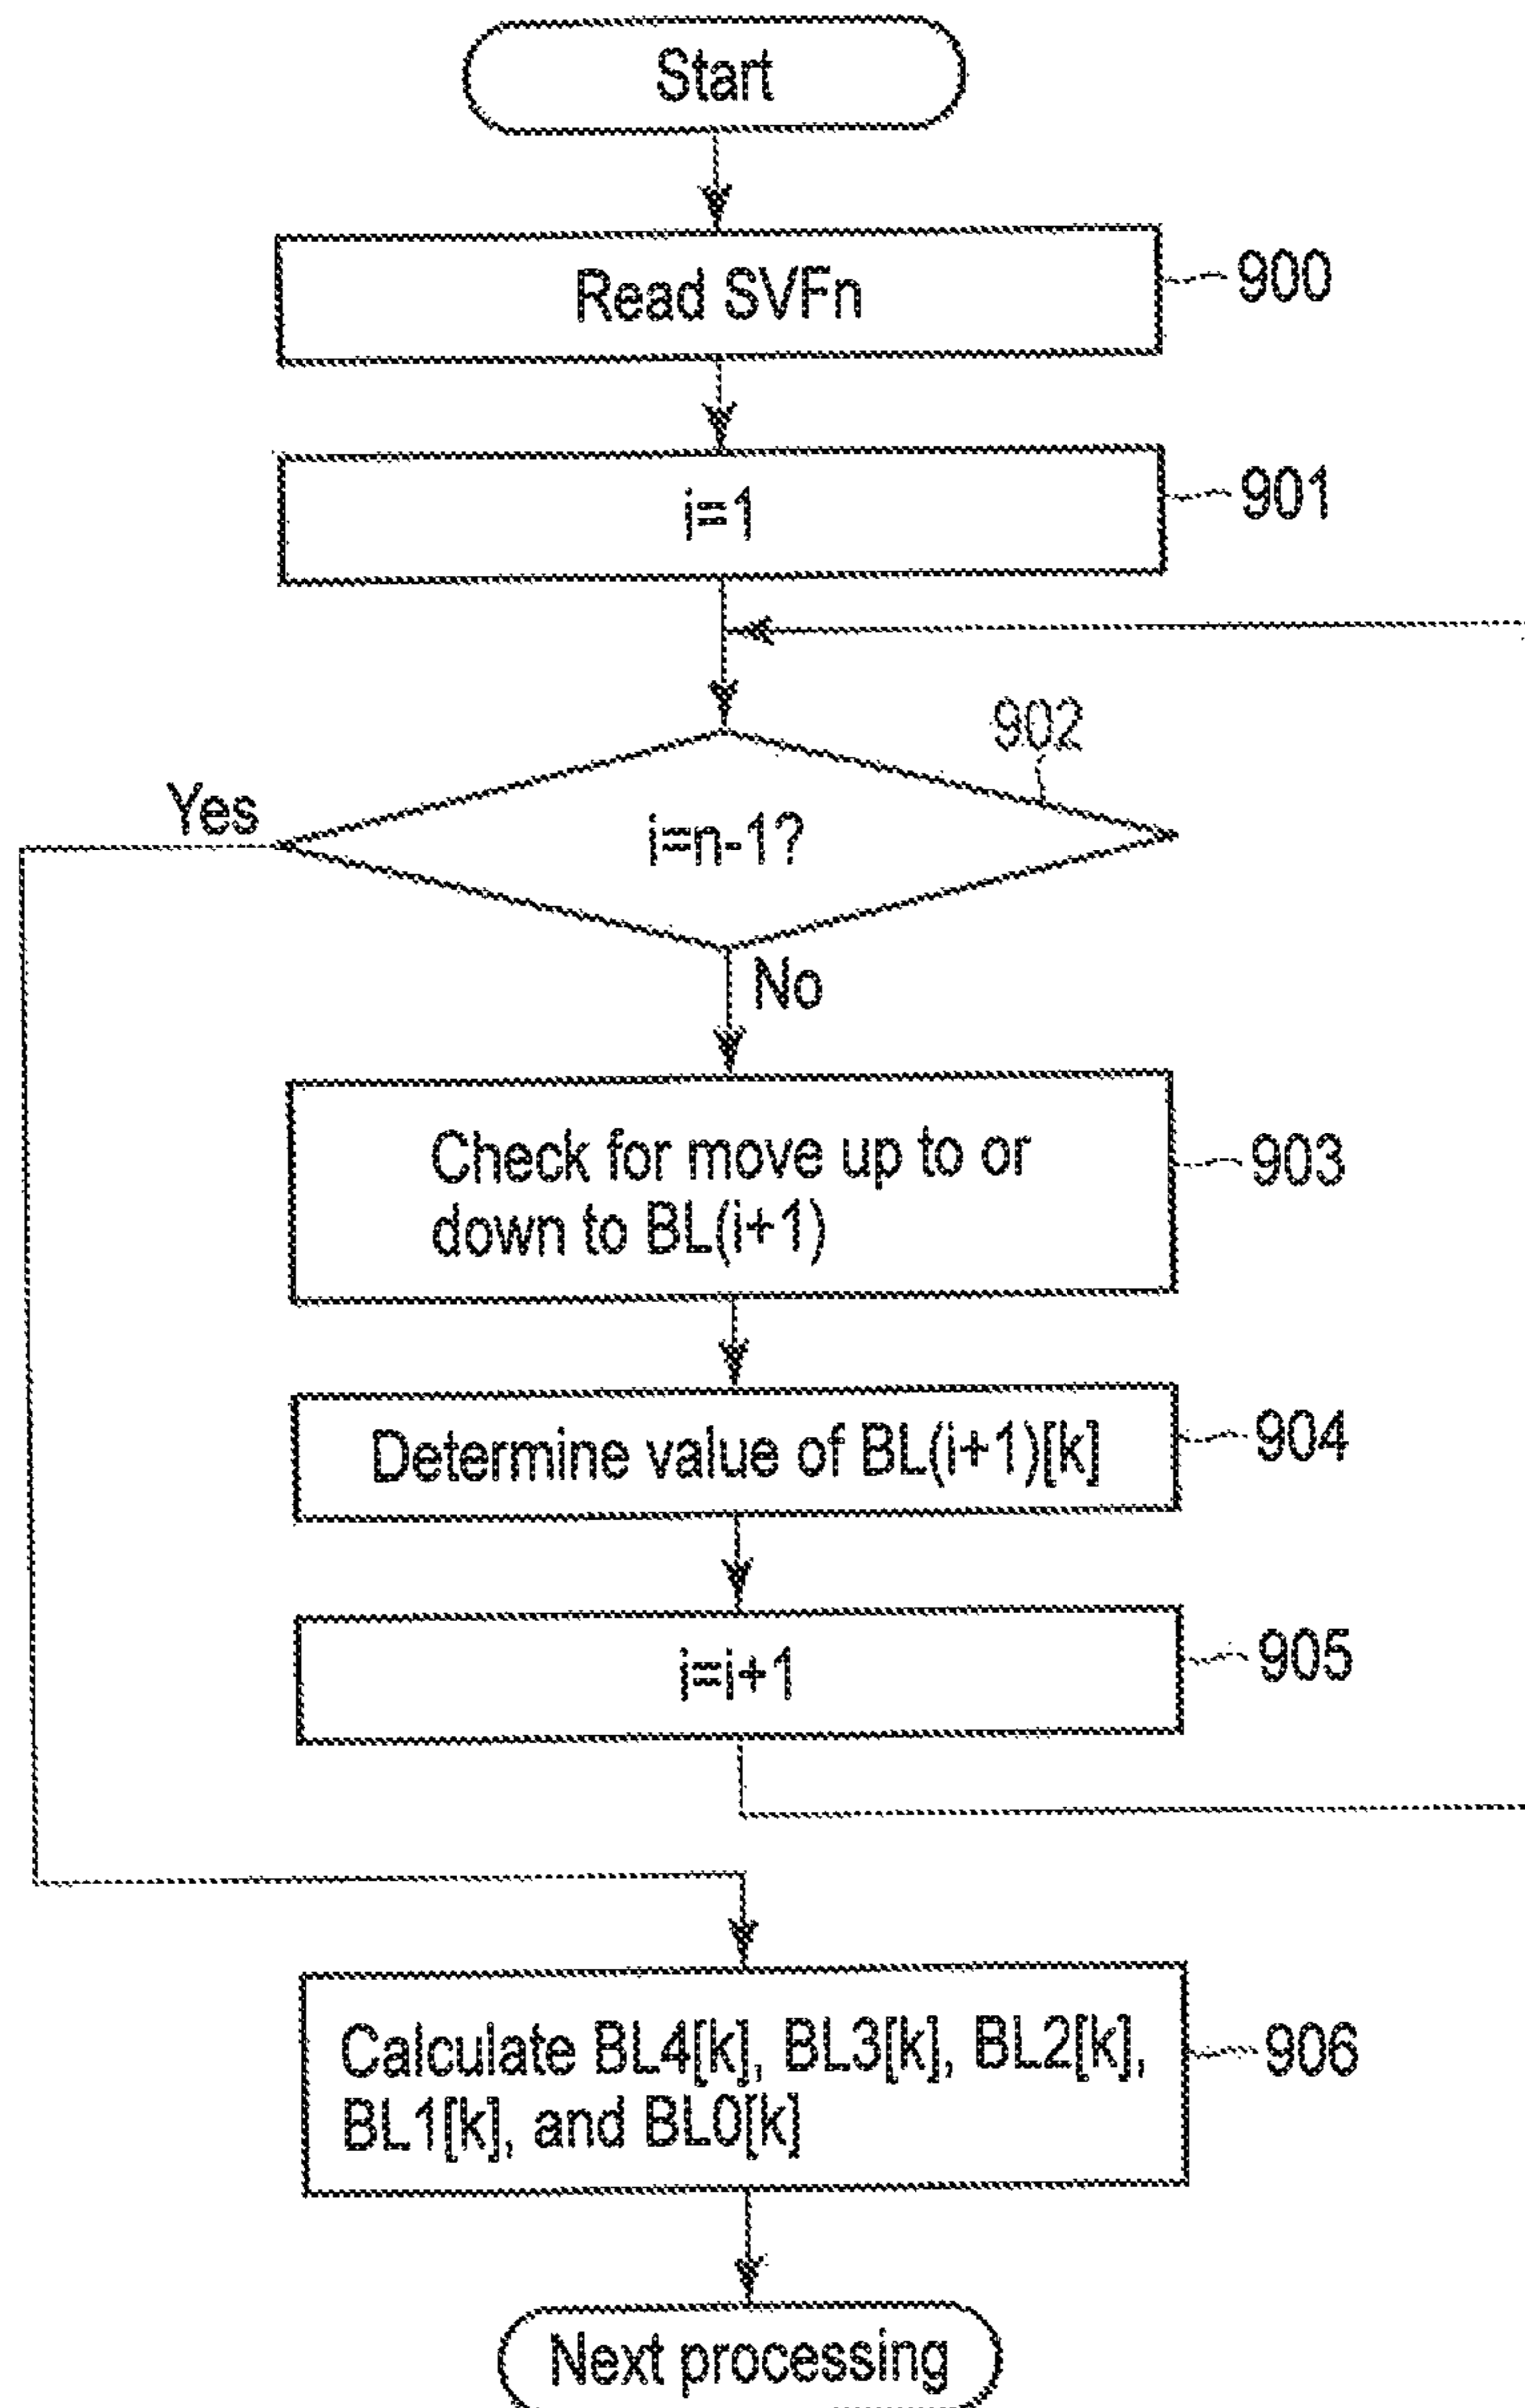 Start
Read SVFn
900
i=1
901
902
Yes
i=n-1?
No
Check for move up to or
down to BL(i+1)
903
Determine value of BL(i+1)[k]
904
i=i+1
905
Calculate BL4[k], BL3[k], BL2[k],
BL1[k], and BL0[k]
906
Next processing